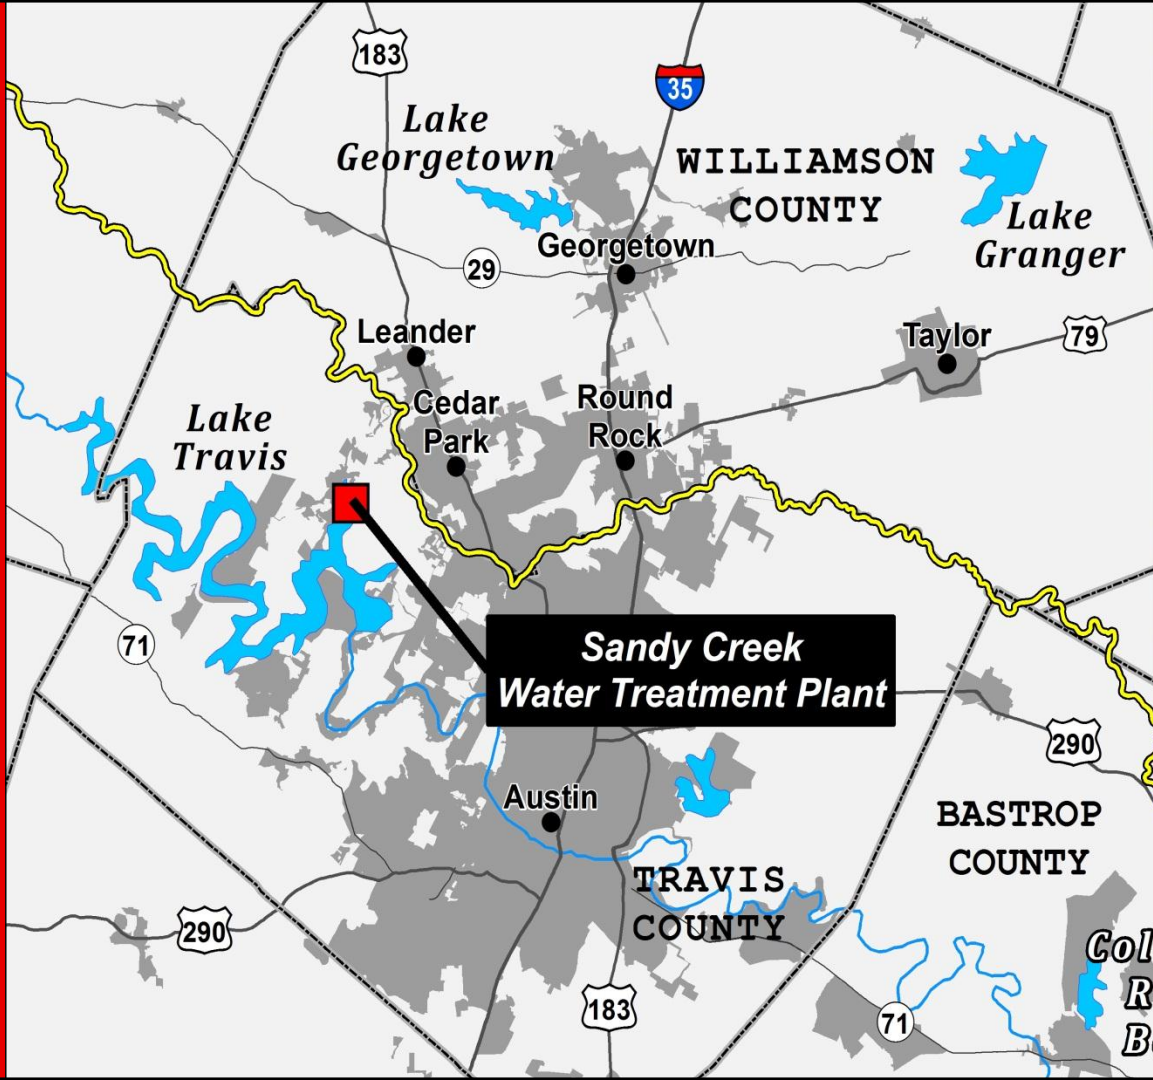 183
35
Lake
Georgetown
WILLIAMSON
COUNTY
Lake
Granger
Georgetown
29
Leander
Taylor
79
Cedar
Park
Round
Rock
Lake
Travis
71
Sandy Creek
Water Treatment Plant
290
Austin
BASTROP
COUNTY
TRAVIS
COUNTY
290
Col
R
B
183
71